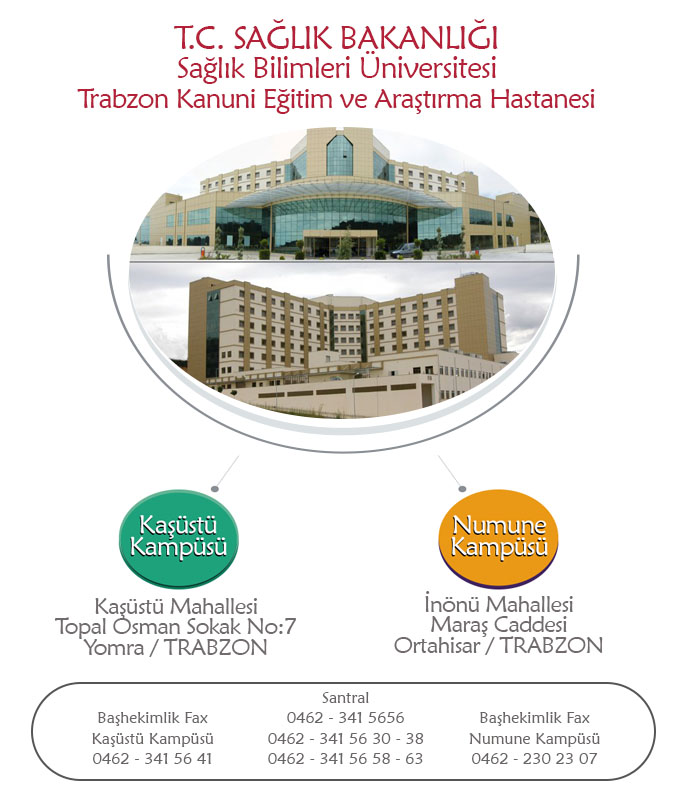 T.C. SAĞLIK BAKANLIĞI
Sağlık Bilimleri Üniversitesi
Trabzon Kanuni Eğitim ve Araştırma Hastanesi
Kaşüstü
Kampüsü
Kaşüstü Mahallesi
Topal Osman Sokak No:7
Yomra / TRABZON
Numune
Kampüsü
İnönü Mahallesi
Maraş Caddesi
Ortahisar / TRABZON
Başhekimlik Fax
Kaşüstü Kampüsü
0462 - 341 56 41
Santral
0462 - 341 5656
0462 - 341 56 30 - 38
0462 - 341 56 58 - 63
Başhekimlik Fax
Numune Kampüsü
0462 - 230 23 07